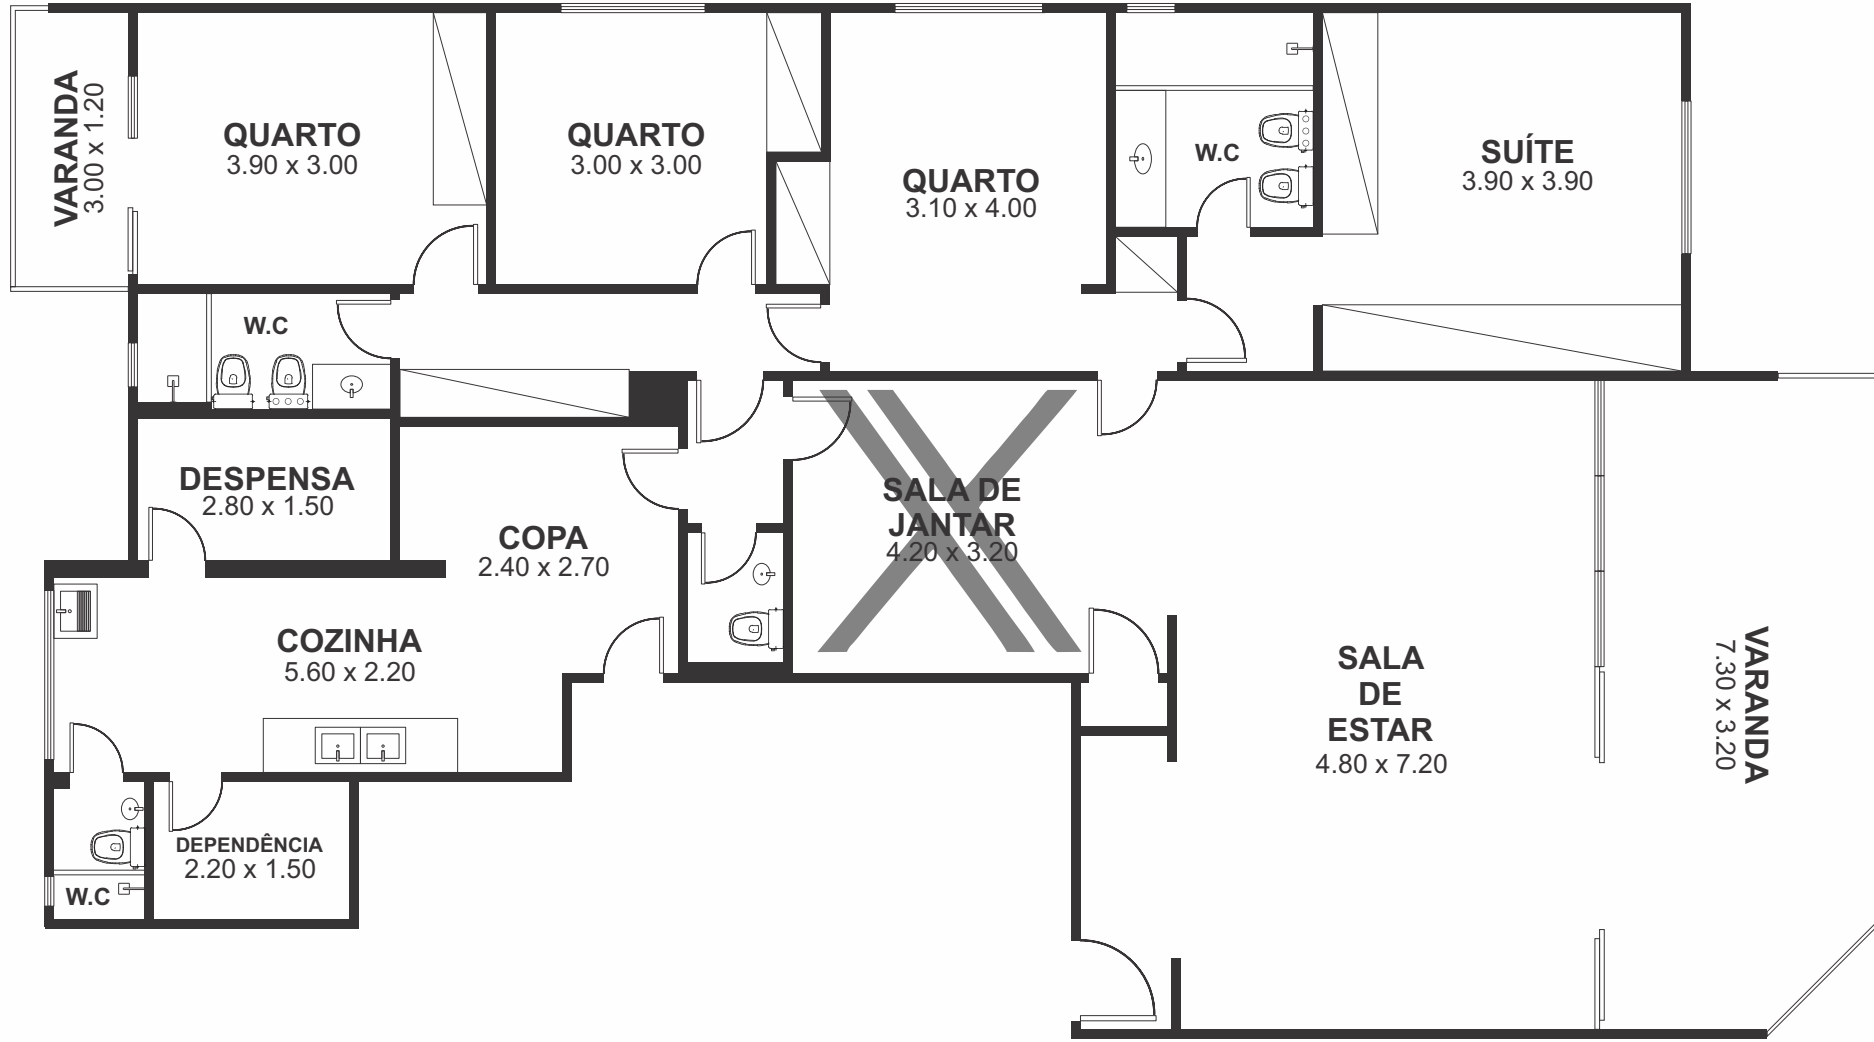 VARANDA
3.00 x 1.20
QUARTO
3.90 x 3.00
QUARTO
3.00 x 3.00
QUARTO
3.10 x 4.00
W.C
SUÍTE
3.90 x 3.90
W.C
DESPENSA
2.80 x 1.50
COPA
2.40 x 2.70
SALA DE
JANTAR
4.20 x 3.20
COZINHA
5.60 x 2.20
SALA
DE
ESTAR
4.80 x 7.20
VARANDA
7.30 x 3.20
DEPENDÊNCIA
2.20 x 1.50
W.C